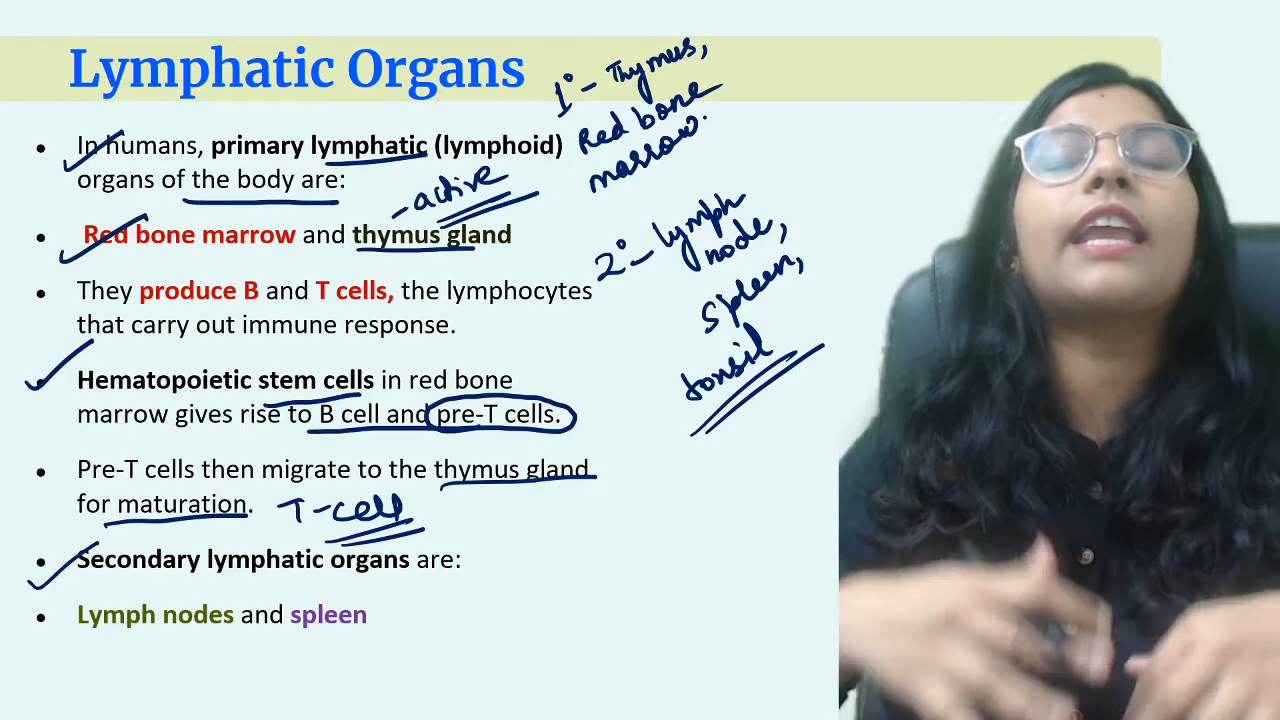 Lymphatic Organs
• In humans, primary lymphatic (lymphoid)
organs of the body are:
• Red bone marrow and thymus gland
• They produce B and T cells, the lymphocytes
that carry out immune response.
• Hematopoietic stem cells in red bone
marrow gives rise to B cell and pre-T cells.
• Pre-T cells then migrate to the thymus gland
for maturation.
• Secondary lymphatic organs are:
• Lymph nodes and spleen
- active
T-cell
1° - Thymus,
Red bone
marrow.
2° - lymph
node,
spleen,
tonsil